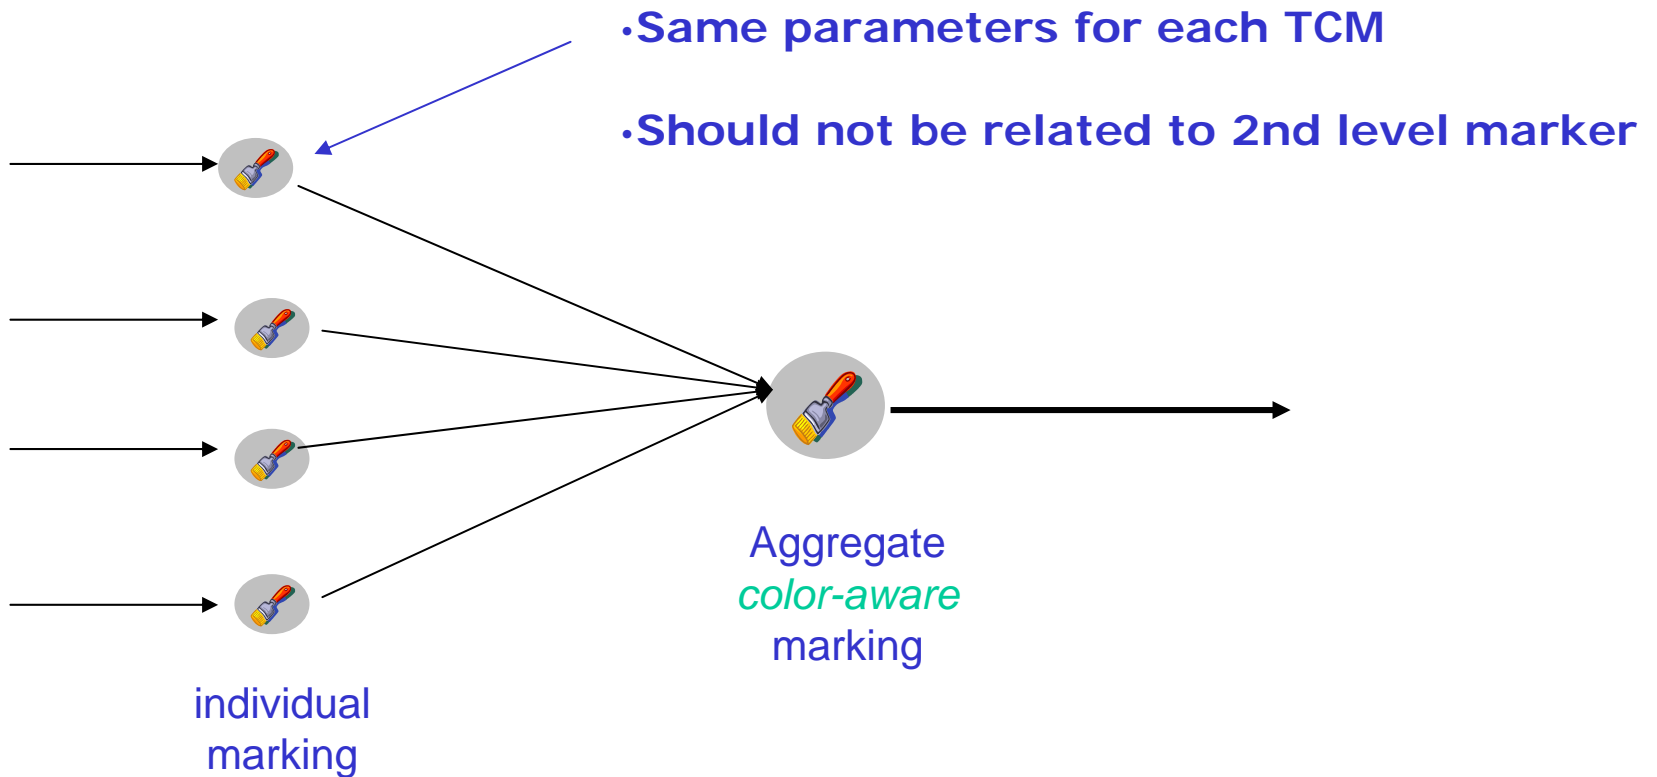 •Same parameters for each TCM
•Should not be related to 2nd level marker
Aggregate
color-aware
marking
individual
marking